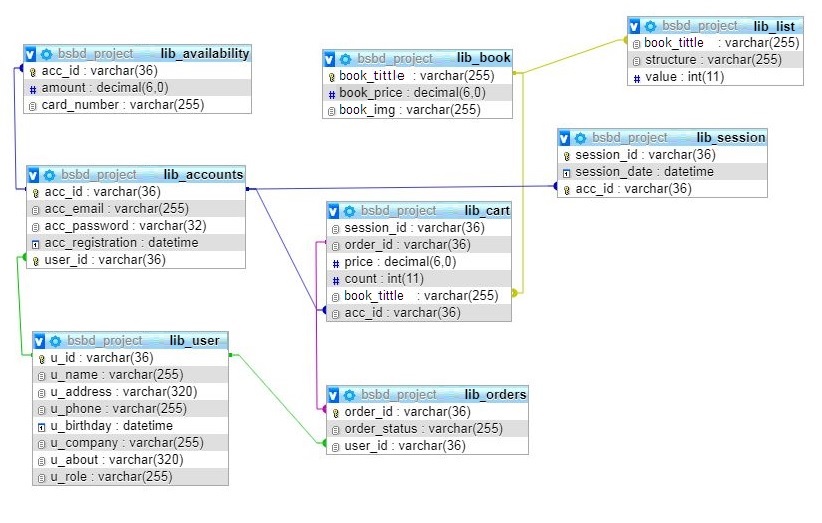 bsbd_project lib_availability
acc_id : varchar(36)
amount : decimal(6,0)
card_number : varchar(255)
bsbd_project lib_book
book_tittle : varchar(255)
book_price : decimal(6,0)
book_img : varchar(255)
bsbd_project lib_list
book_tittle : varchar(255)
structure : varchar(255)
value : int(11)
bsbd_project lib_session
session_id : varchar(36)
session_date : datetime
acc_id : varchar(36)
bsbd_project lib_accounts
acc_id : varchar(36)
acc_email : varchar(255)
acc_password : varchar(32)
acc_registration : datetime
user_id : varchar(36)
bsbd_project lib_cart
session_id : varchar(36)
order_id : varchar(36)
price : decimal(6,0)
count : int(11)
book_tittle : varchar(255)
acc_id : varchar(36)
bsbd_project lib_user
u_id : varchar(36)
u_name : varchar(255)
u_address : varchar(320)
u_phone : varchar(255)
u_birthday : datetime
u_company : varchar(255)
u_about : varchar(320)
u_role : varchar(255)
bsbd_project lib_orders
order_id : varchar(36)
order_status : varchar(255)
user_id : varchar(36)